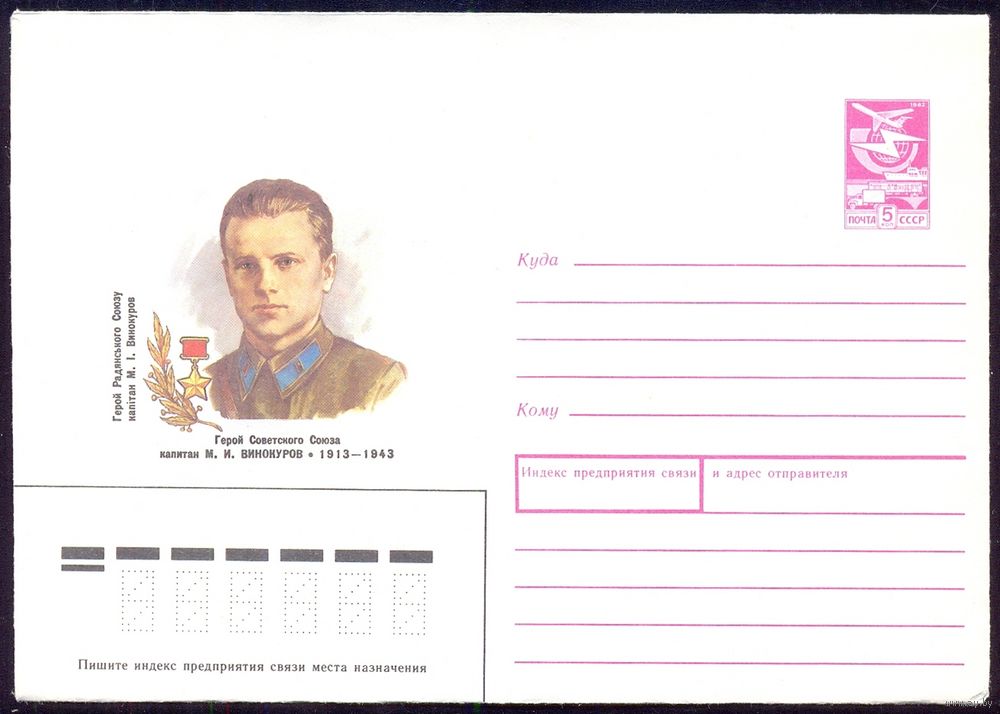 1982
ПОЧТА 5 КОП СССР
Куда
Герой Радянського Союзу
капітан М. І. Винокуров
Кому
Герой Советского Союза
капитан М. И. ВИНОКУРОВ • 1913—1943
Индекс предприятия связи и адрес отправителя
Пишите индекс предприятия связи места назначения